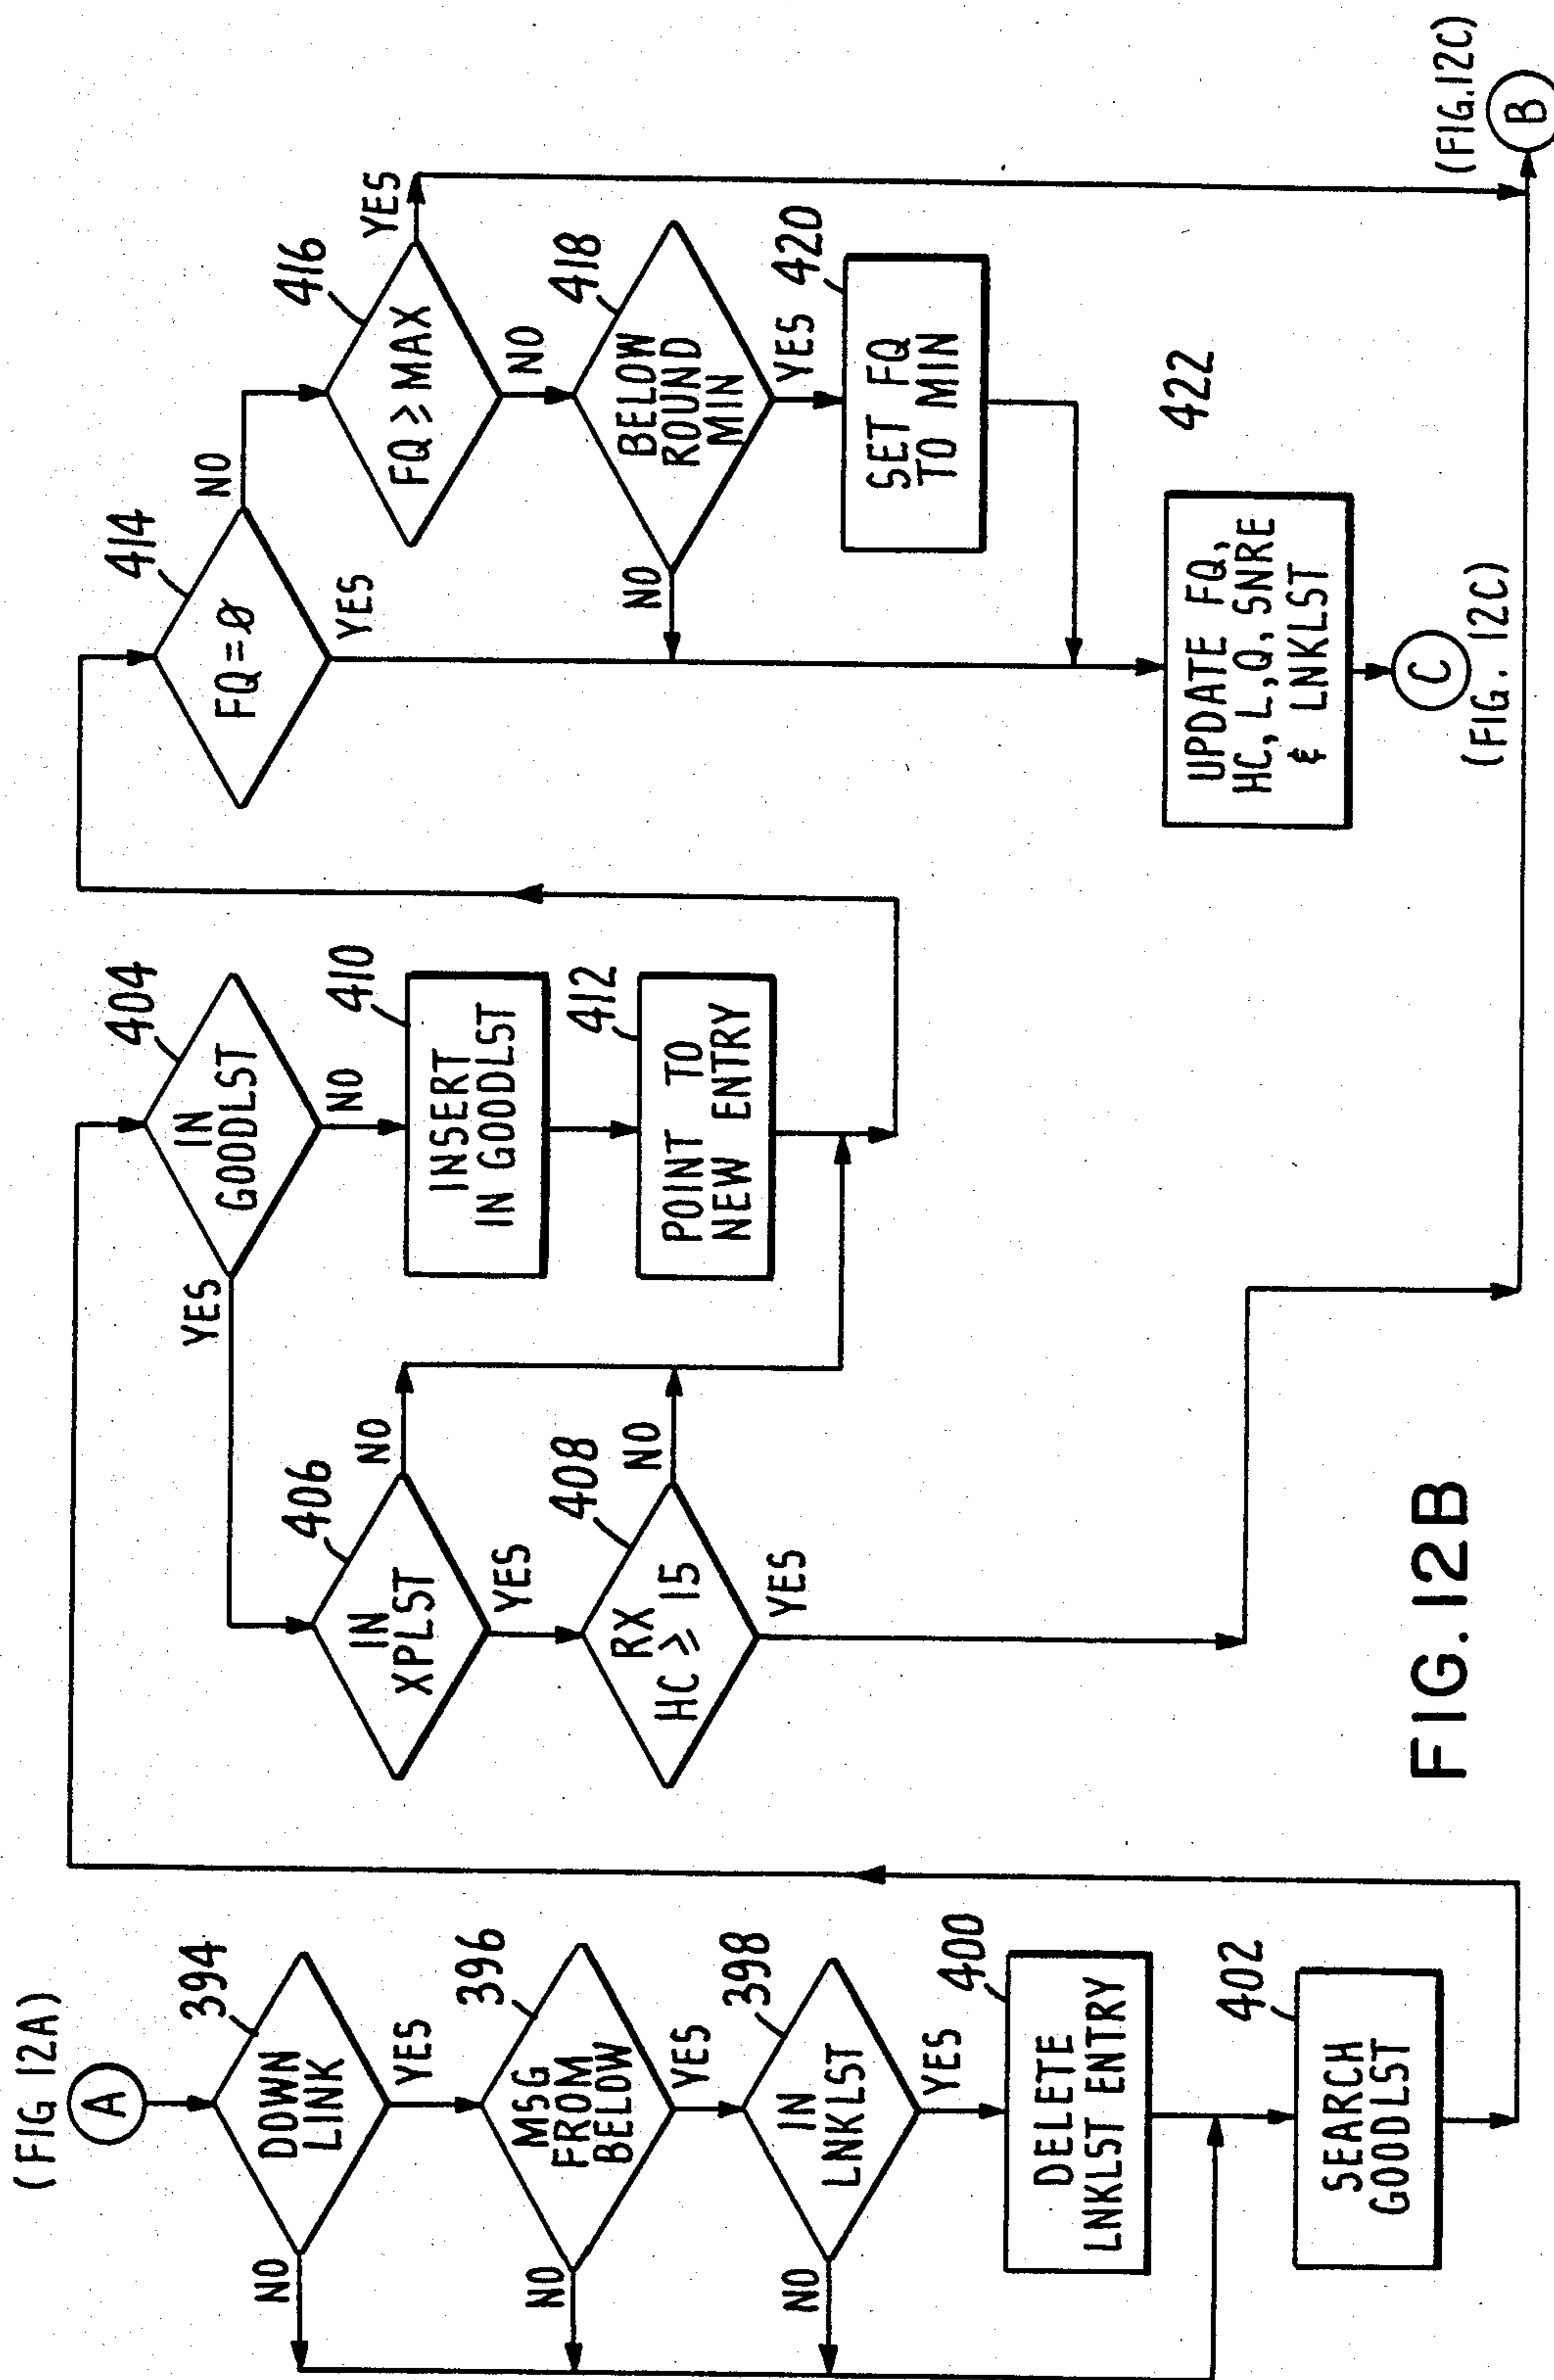 (FIG 12A)
A
394
DOWN
LINK
NO
YES
396
MSG
FROM
BELOW
NO
YES
398
IN
LNKLST
NO
YES
400
DELETE
LNKLST ENTRY
402
SEARCH
GOODLST
404
IN
GOODLST
YES
NO
406
IN
XPLST
NO
YES
408
RX
HC ≥ 15
NO
YES
410
INSERT
IN GOODLST
412
POINT TO
NEW ENTRY
414
FQ=Ø
NO
YES
416
FQ ≥ MAX
YES
NO
418
BELOW
ROUND
MIN
NO
YES
420
SET FQ
TO MIN
422
UPDATE FQ,
HC, L, Q, SNRE
& LNKLST
C
(FIG. 12C)
(FIG.12C)
B
FIG.12B